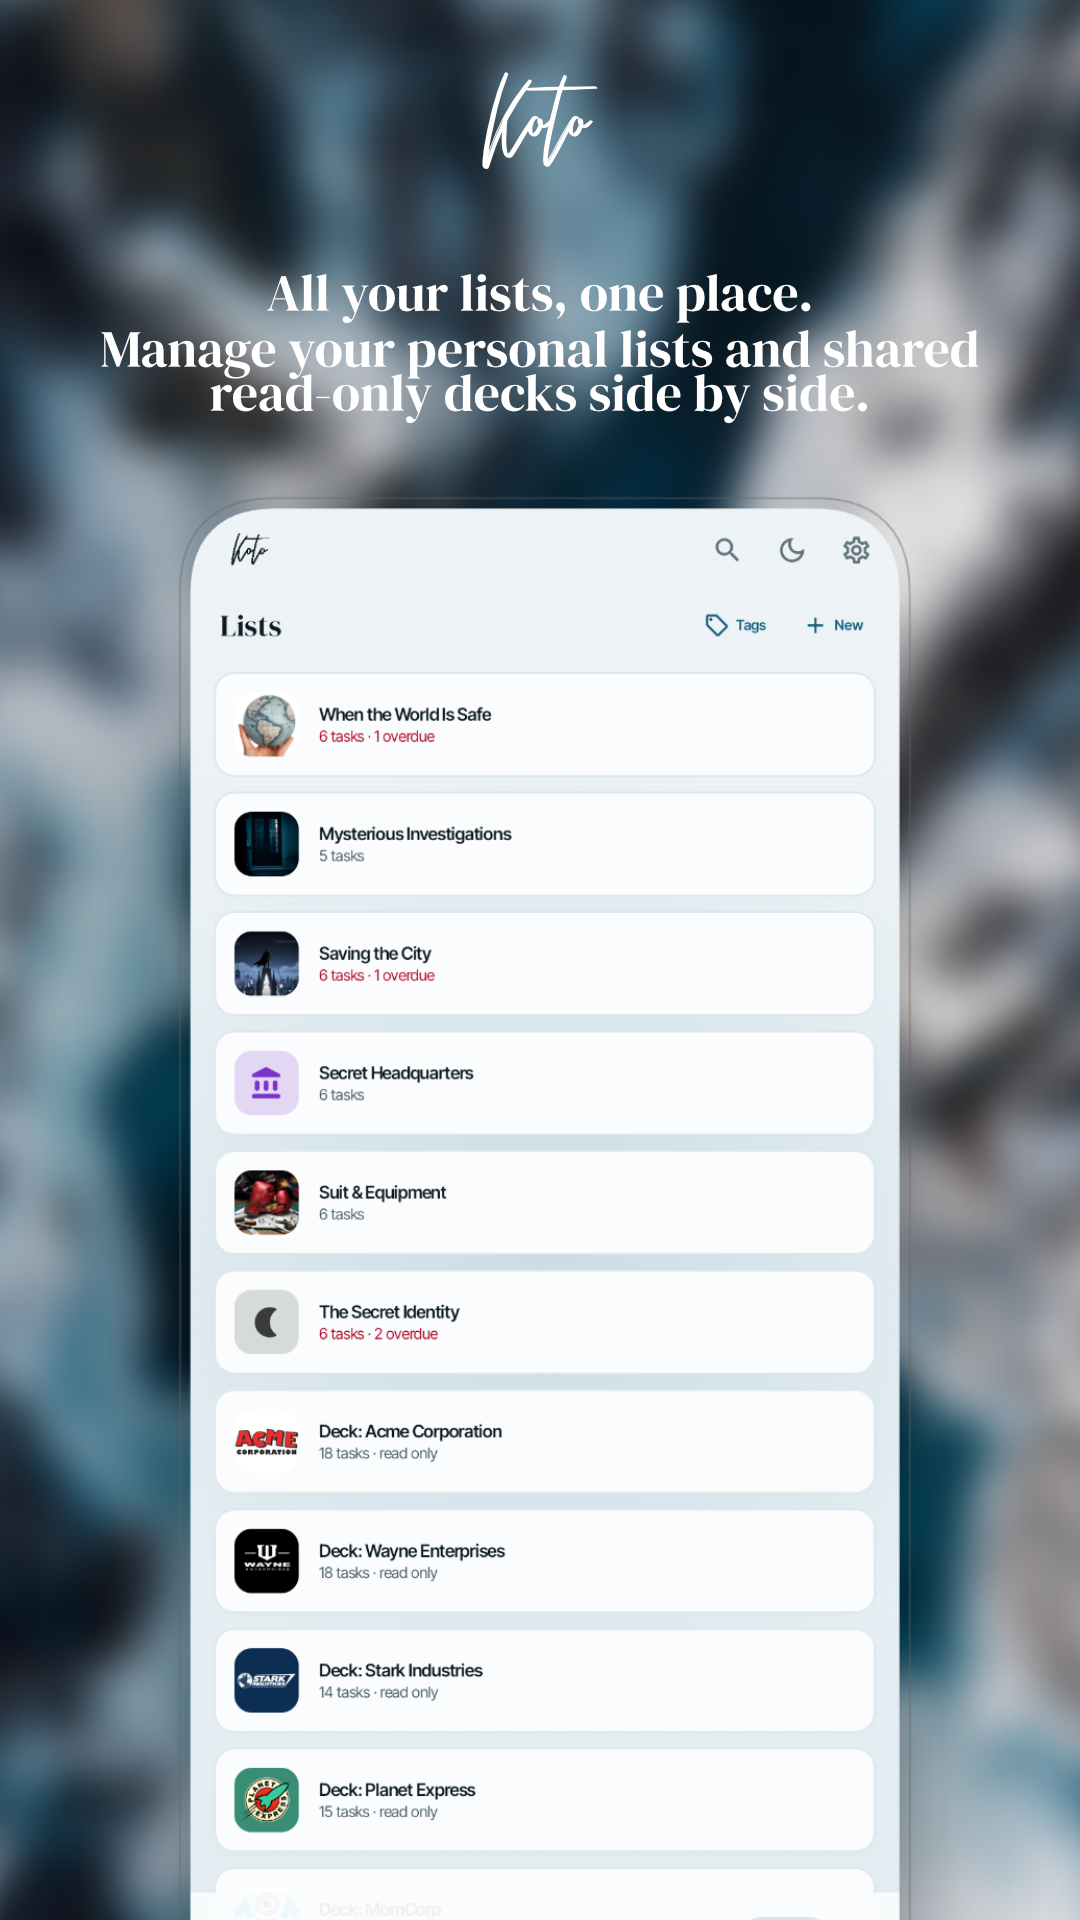 Koto
All your lists, one place.
Manage your personal lists and shared
read-only decks side by side.
Koto
Lists
Tags
New
When the World Is Safe
6 tasks · 1 overdue
Mysterious Investigations
5 tasks
Saving the City
6 tasks · 1 overdue
Secret Headquarters
6 tasks
Suit & Equipment
6 tasks
The Secret Identity
6 tasks · 2 overdue
ACME
CORPORATION
Deck: Acme Corporation
18 tasks · read only
WAYNE
ENTERPRISES
Deck: Wayne Enterprises
18 tasks · read only
STARK
INDUSTRIES
Deck: Stark Industries
14 tasks · read only
PLANET
EXPRESS
Deck: Planet Express
15 tasks · read only
Deck: MomCorp